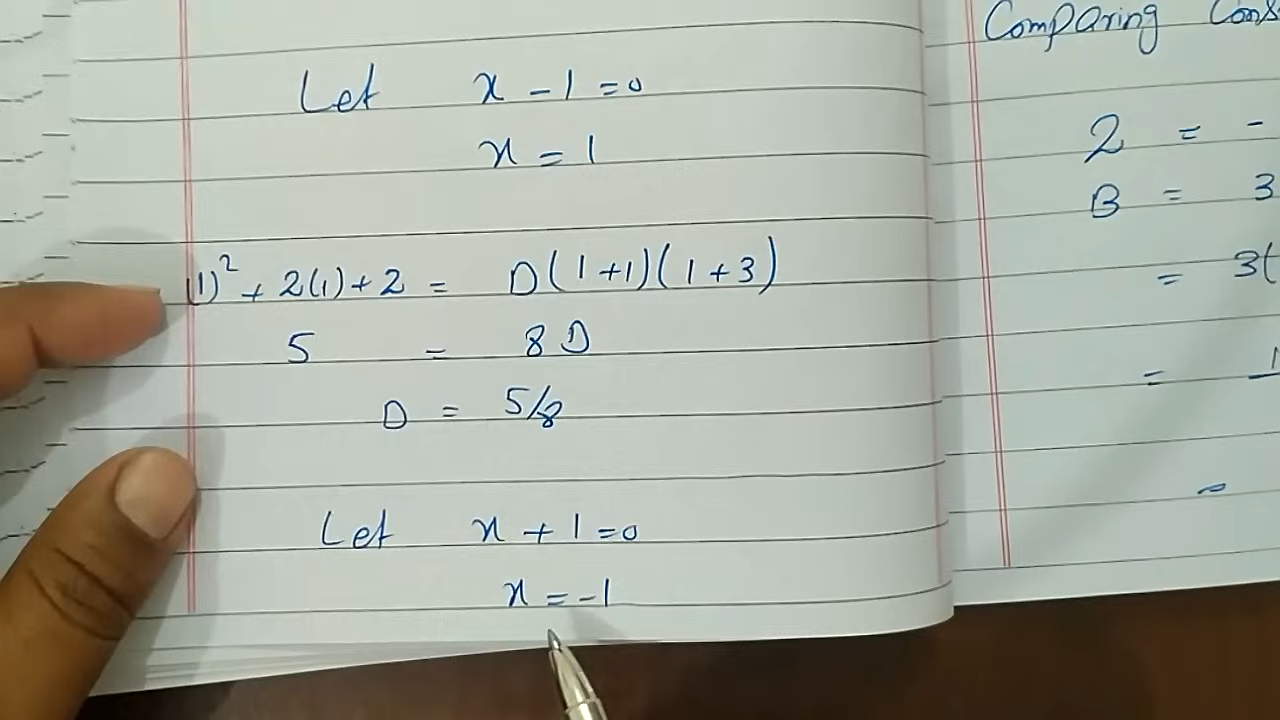 Let x - 1 = 0
x = 1
(1)² + 2(1) + 2 = D(1+1)(1+3)
5 = 8D
D = 5/8
Let x + 1 = 0
x = -1
Comparing
2 = -
B = 3
= 3(
= 1
=